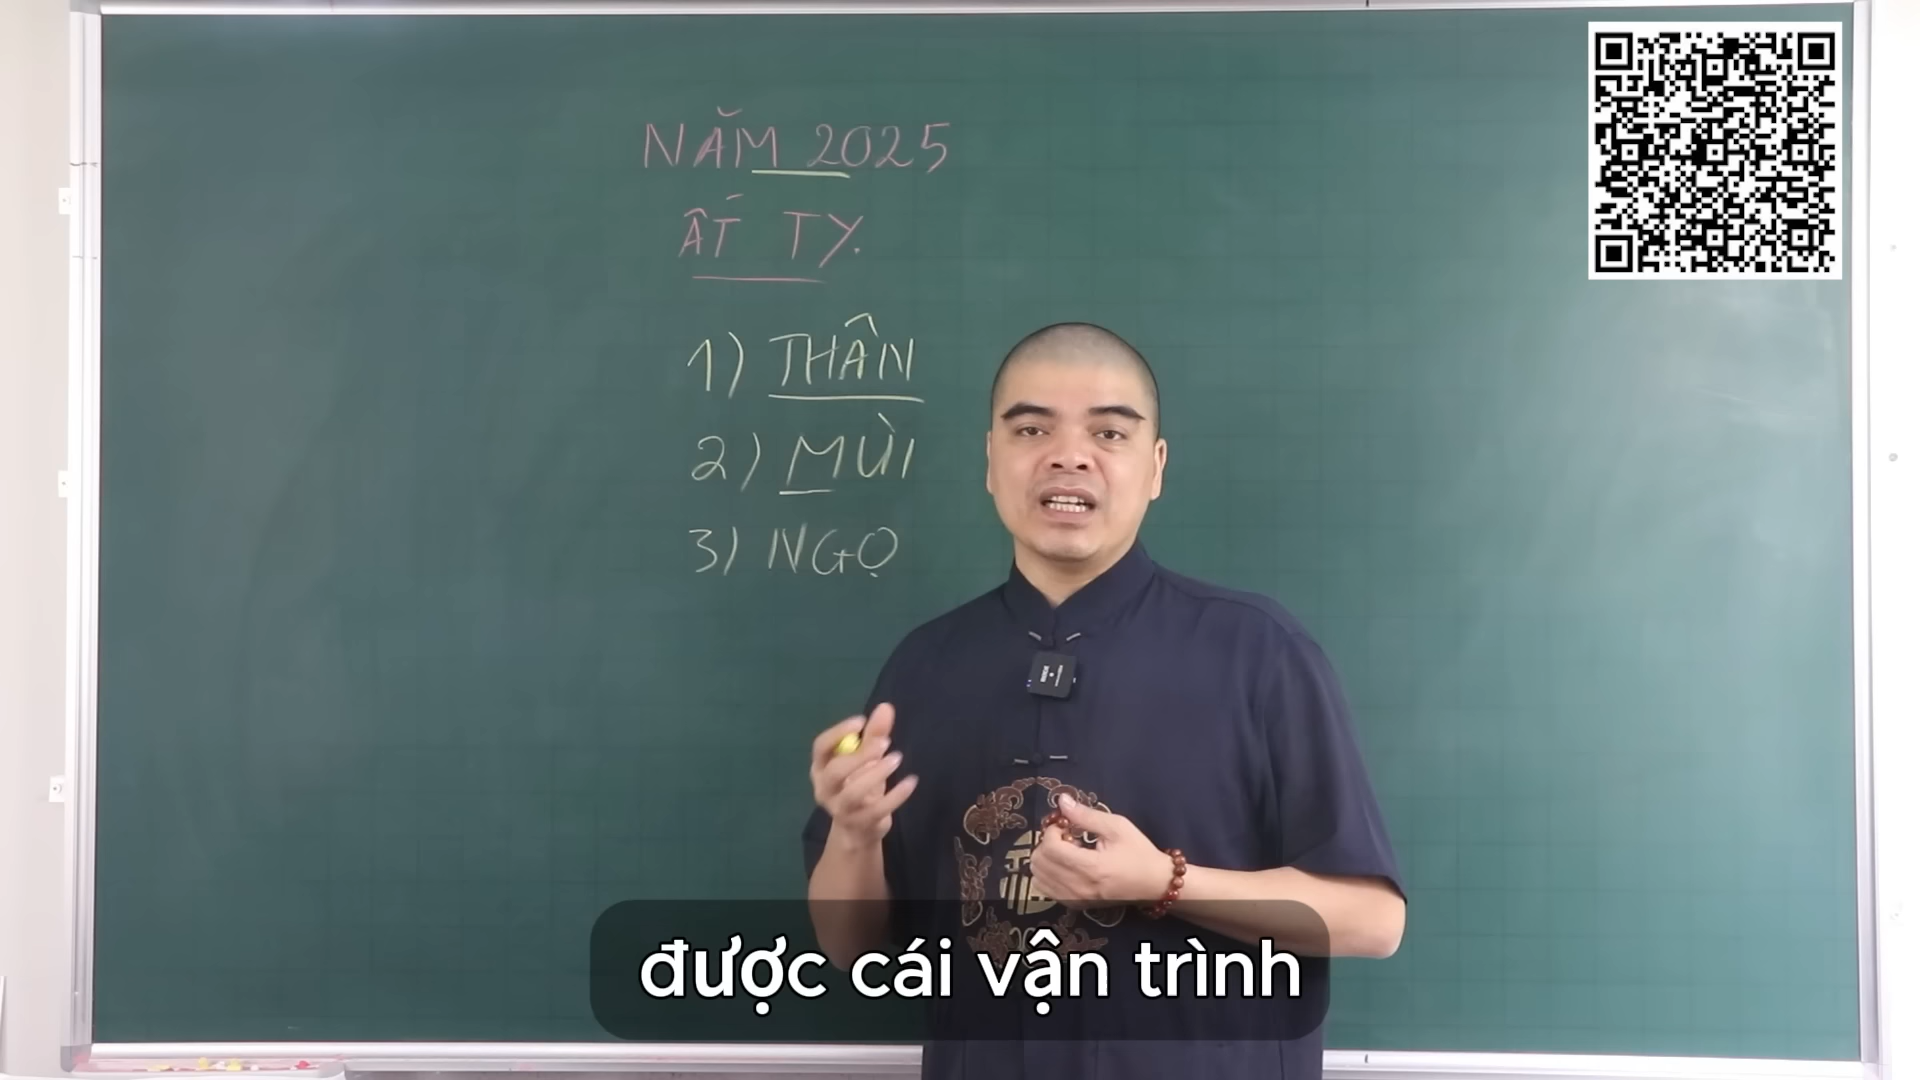 NĂM 2025
ẤT TỴ.
1) THÂN
2) MÙI
3) NGỌ
được cái vận trình